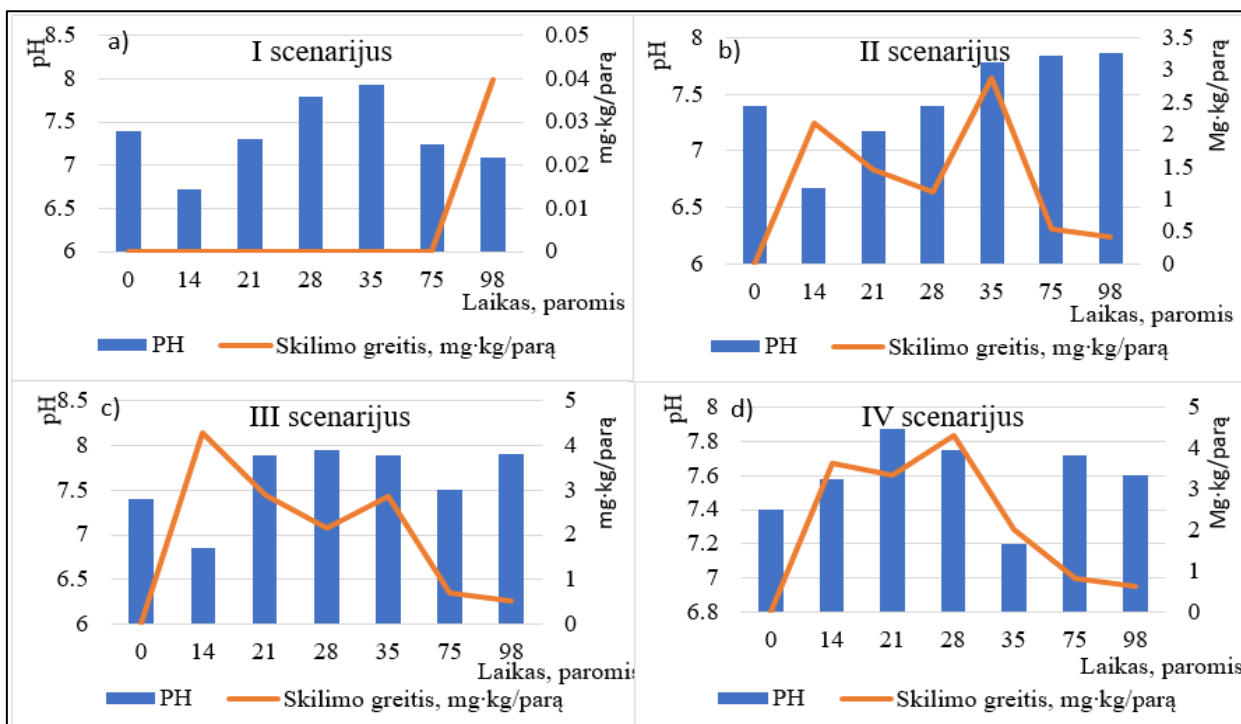 a) I scenarijus
pH
8.5
8
7.5
7
6.5
6
0.05
0.04
0.03
0.02
0.01
0
mg·kg/parą
0 14 21 28 35 75 98
Laikas, paromis
PH Skilimo greitis, mg·kg/parą
b) II scenarijus
pH
8
7.5
7
6.5
6
3.5
3
2.5
2
1.5
1
0.5
0
Mg·kg/parą
0 14 21 28 35 75 98
Laikas, paromis
PH Skilimo greitis, mg·kg/parą
c) III scenarijus
pH
8.5
8
7.5
7
6.5
6
5
4
3
2
1
0
mg·kg/parą
0 14 21 28 35 75 98
Laikas, paromis
PH Skilimo greitis, mg·kg/parą
d) IV scenarijus
pH
8
7.8
7.6
7.4
7.2
7
6.8
5
4
3
2
1
0
Mg·kg/parą
0 14 21 28 35 75 98
Laikas, paromis
PH Skilimo greitis, mg·kg/parą